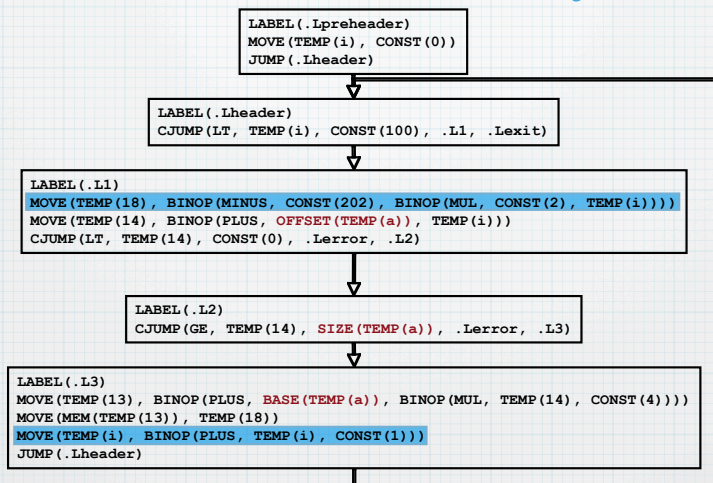 LABEL(.Lpreheader)
MOVE(TEMP(i), CONST(0))
JUMP(.Lheader)
LABEL(.Lheader)
CJUMP(LT, TEMP(i), CONST(100), .L1, .Lexit)
LABEL(.L1)
MOVE(TEMP(18), BINOP(MINUS, CONST(202), BINOP(MUL, CONST(2), TEMP(i))))
MOVE(TEMP(14), BINOP(PLUS, OFFSET(TEMP(a)), TEMP(i)))
CJUMP(LT, TEMP(14), CONST(0), .Lerror, .L2)
LABEL(.L2)
CJUMP(GE, TEMP(14), SIZE(TEMP(a)), .Lerror, .L3)
LABEL(.L3)
MOVE(TEMP(13), BINOP(PLUS, BASE(TEMP(a)), BINOP(MUL, TEMP(14), CONST(4))))
MOVE(MEM(TEMP(13)), TEMP(18))
MOVE(TEMP(i), BINOP(PLUS, TEMP(i), CONST(1)))
JUMP(.Lheader)